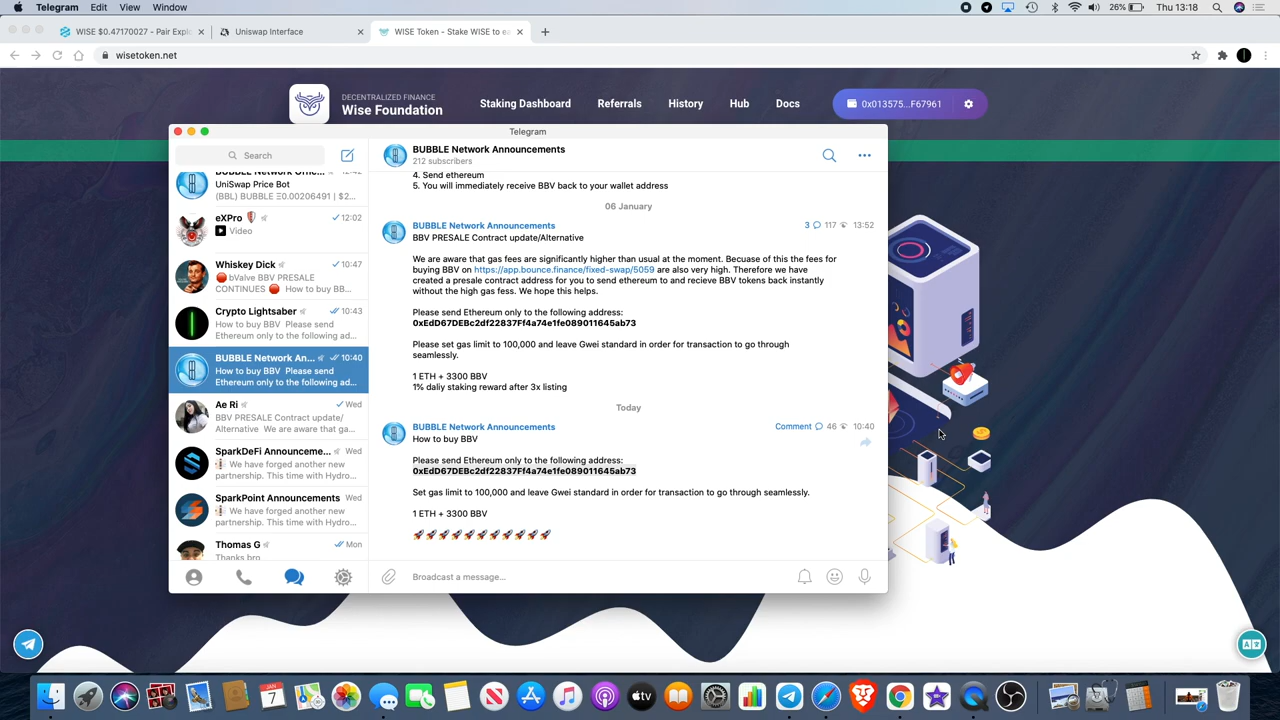 Telegram Edit View Window
26% Thu 13:18
WISE $0.47170027 - Pair Explo
Uniswap Interface
WISE Token - Stake WISE to ea
wisetoken.net
DECENTRALIZED FINANCE
Wise Foundation
Staking Dashboard Referrals History Hub Docs
0x013575...F67961
Telegram
Search
12:42
UniSwap Price Bot
(BBL) BUBBLE Ξ0.00206491 | $2...
eXPro 12:02
Video
Whiskey Dick 10:47
🔴 bValve BBV PRESALE
CONTINUES 🔴 How to buy BB...
Crypto Lightsaber 10:43
How to buy BBV Please send
Ethereum only to the following ad...
BUBBLE Network An... 10:40
How to buy BBV Please send
Ethereum only to the following ad...
Ae Ri Wed
BBV PRESALE Contract update/
Alternative We are aware that ga...
SparkDeFi Announceme... Wed
We have forged another new
partnership. This time with Hydro...
SparkPoint Announcements Wed
We have forged another new
partnership. This time with Hydro...
Thomas G Mon
Thanks bro
BUBBLE Network Announcements
212 subscribers
4. Send ethereum
5. You will immediately receive BBV back to your wallet address
06 January
BUBBLE Network Announcements 3 117 13:52
BBV PRESALE Contract update/Alternative
We are aware that gas fees are significantly higher than usual at the moment. Becuase of this the fees for
buying BBV on https://app.bounce.finance/fixed-swap/5059 are also very high. Therefore we have
created a presale contract address for you to send ethereum to and recieve BBV tokens back instantly
without the high gas fess. We hope this helps.
Please send Ethereum only to the following address:
0xEdD67DEBc2df22837Ff4a74e1fe089011645ab73
Please set gas limit to 100,000 and leave Gwei standard in order for transaction to go through
seamlessly.
1 ETH + 3300 BBV
1% daliy staking reward after 3x listing
Today
BUBBLE Network Announcements Comment 46 10:40
How to buy BBV
Please send Ethereum only to the following address:
0xEdD67DEBc2df22837Ff4a74e1fe089011645ab73
Set gas limit to 100,000 and leave Gwei standard in order for transaction to go through seamlessly.
1 ETH + 3300 BBV
🚀🚀🚀🚀🚀🚀🚀🚀🚀🚀🚀
Broadcast a message...
JAN
7
tv